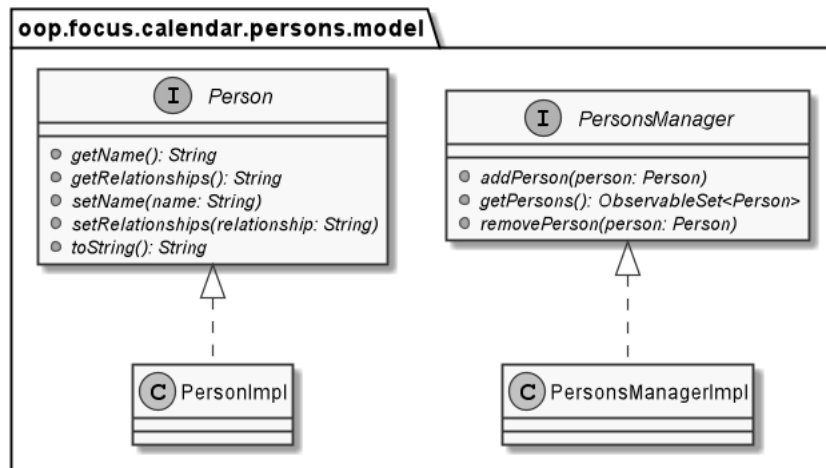 oop.focus.calendar.persons.model
I Person
getName(): String
getRelationships(): String
setName(name: String)
setRelationships(relationship: String)
toString(): String
I PersonsManager
addPerson(person: Person)
getPersons(): ObservableSet<Person>
removePerson(person: Person)
C PersonImpl
C PersonsManagerImpl